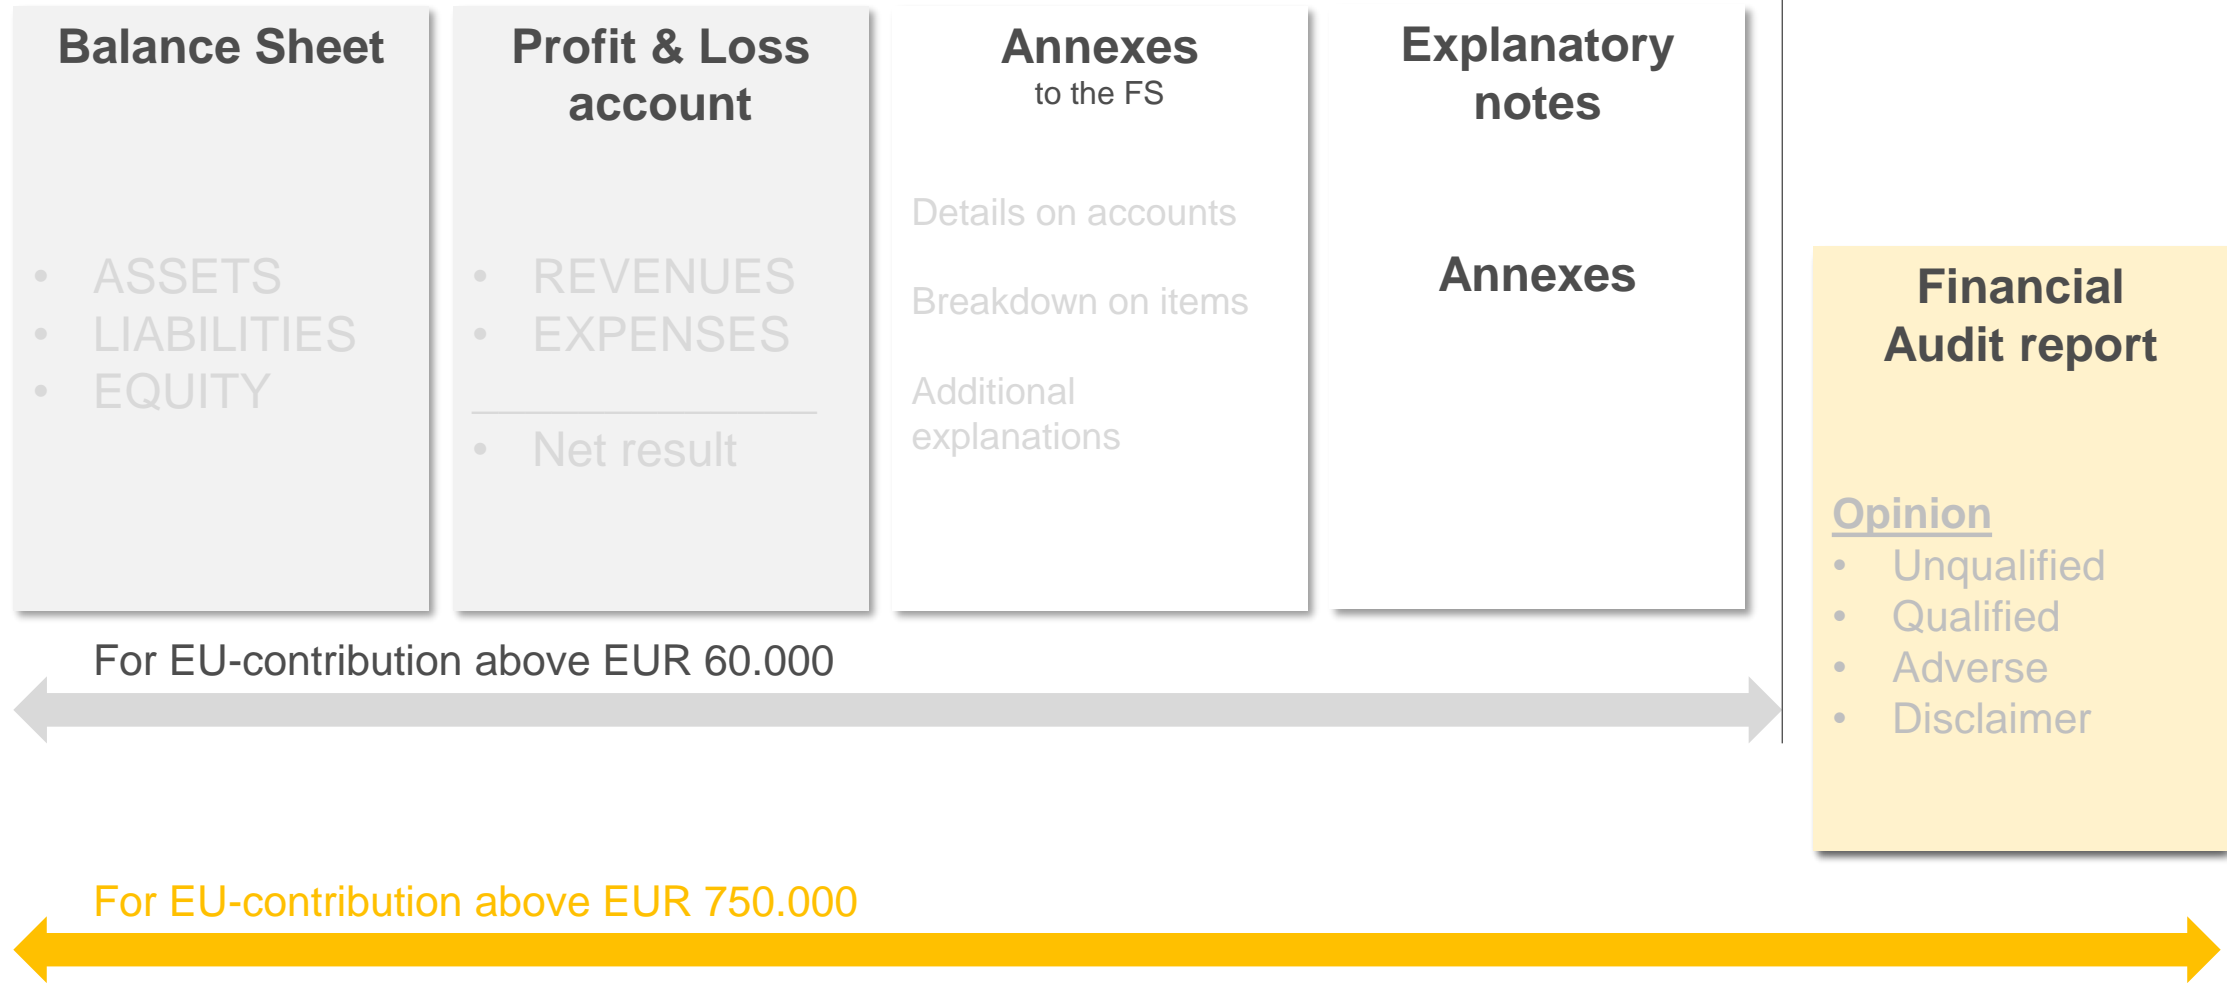 Balance Sheet
• ASSETS
• LIABILITIES
• EQUITY
Profit & Loss
account
• REVENUES
• EXPENSES
• Net result
Annexes
to the FS
Details on accounts
Breakdown on items
Additional
explanations
Explanatory
notes
Annexes
Financial
Audit report
Opinion
• Unqualified
• Qualified
• Adverse
• Disclaimer
For EU-contribution above EUR 60.000
For EU-contribution above EUR 750.000